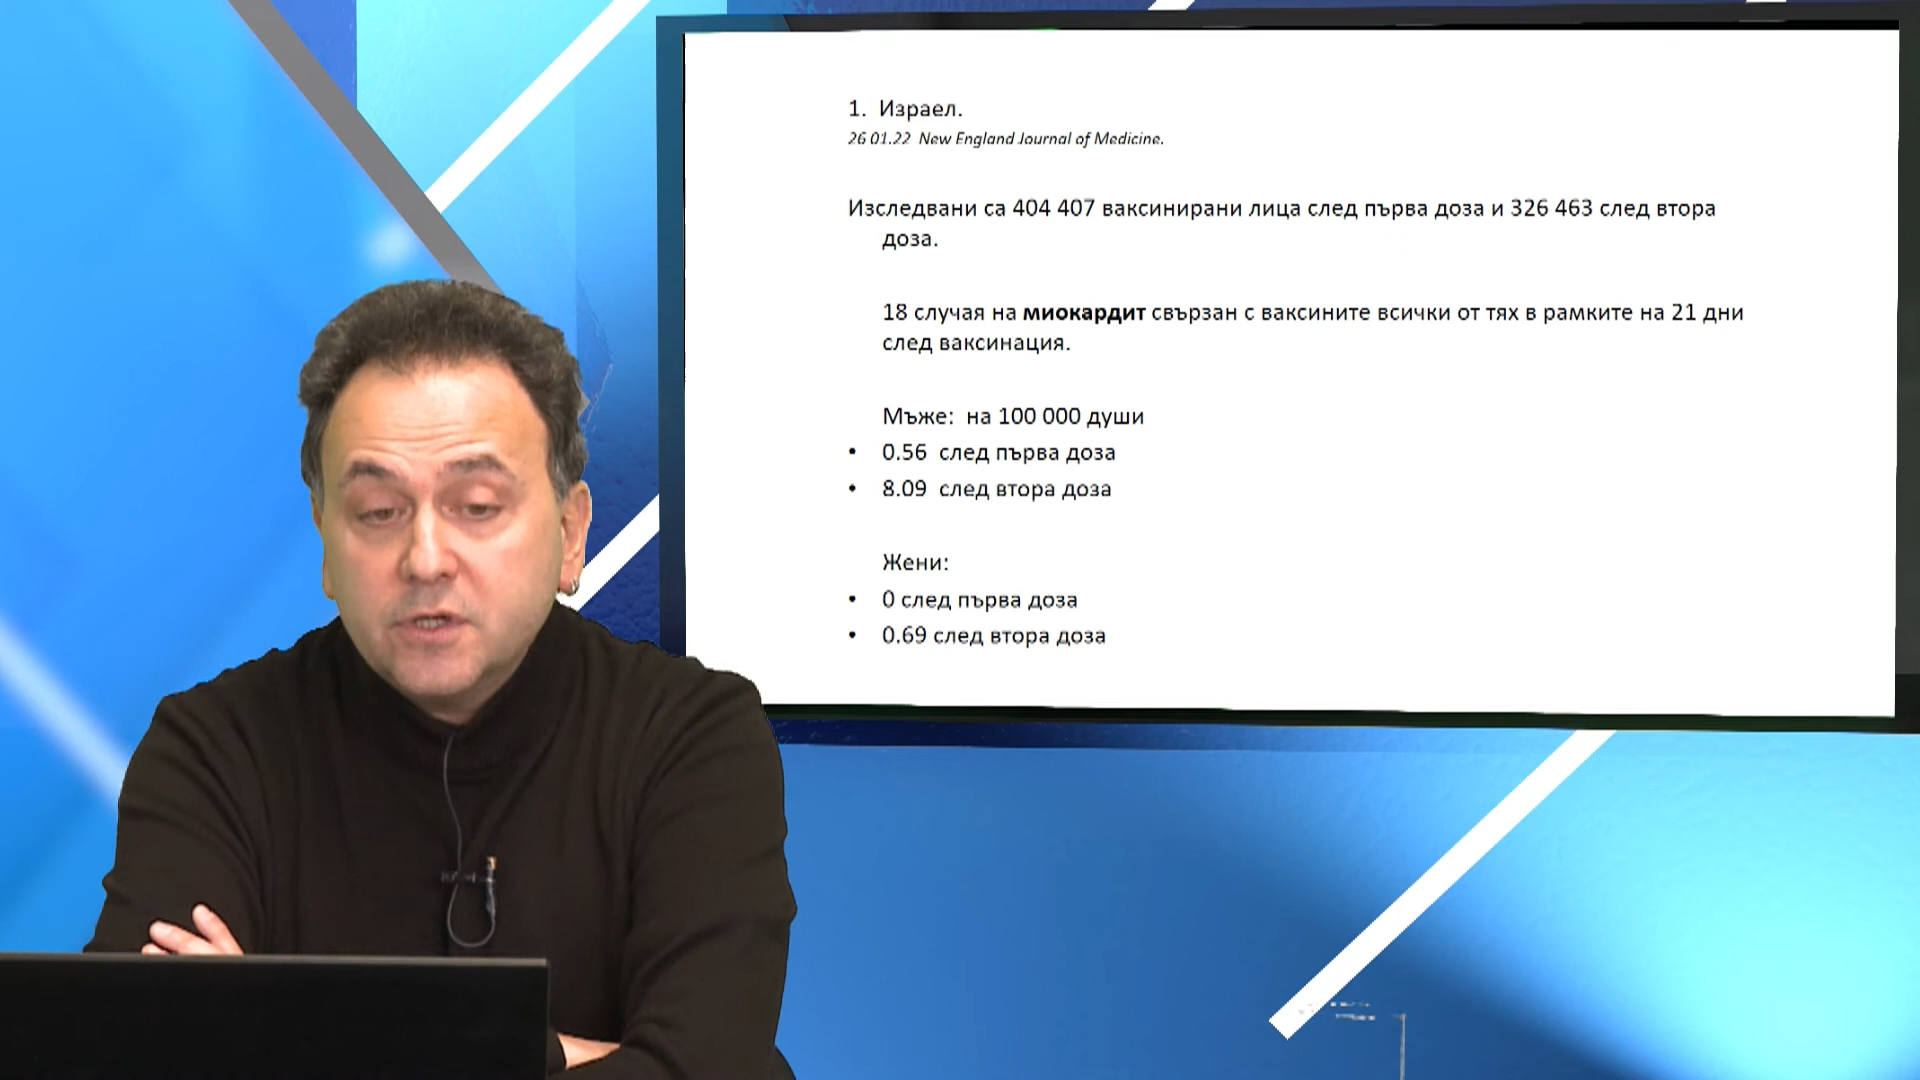 1. Израел.
26 01.22 New England Journal of Medicine.
Изследвани са 404 407 ваксинирани лица след първа доза и 326 463 след втора
доза.
18 случая на миокардит свързан с ваксините всички от тях в рамките на 21 дни
след ваксинация.
Мъже: на 100 000 души
• 0.56 след първа доза
• 8.09 след втора доза
Жени:
• 0 след първа доза
• 0.69 след втора доза